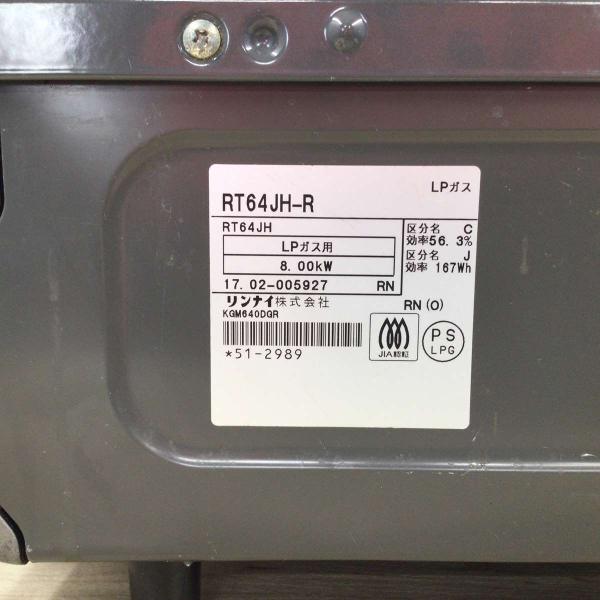 LPガス
RT64JH-R
RT64JH
LPガス用
8.00kW
17.02-005927 RN
区分名 C
効率56.3%
区分名 J
効率 167Wh
リンナイ株式会社
RN(O)
KGM640DGR
*51-2989
JIA認証
PS
LPG